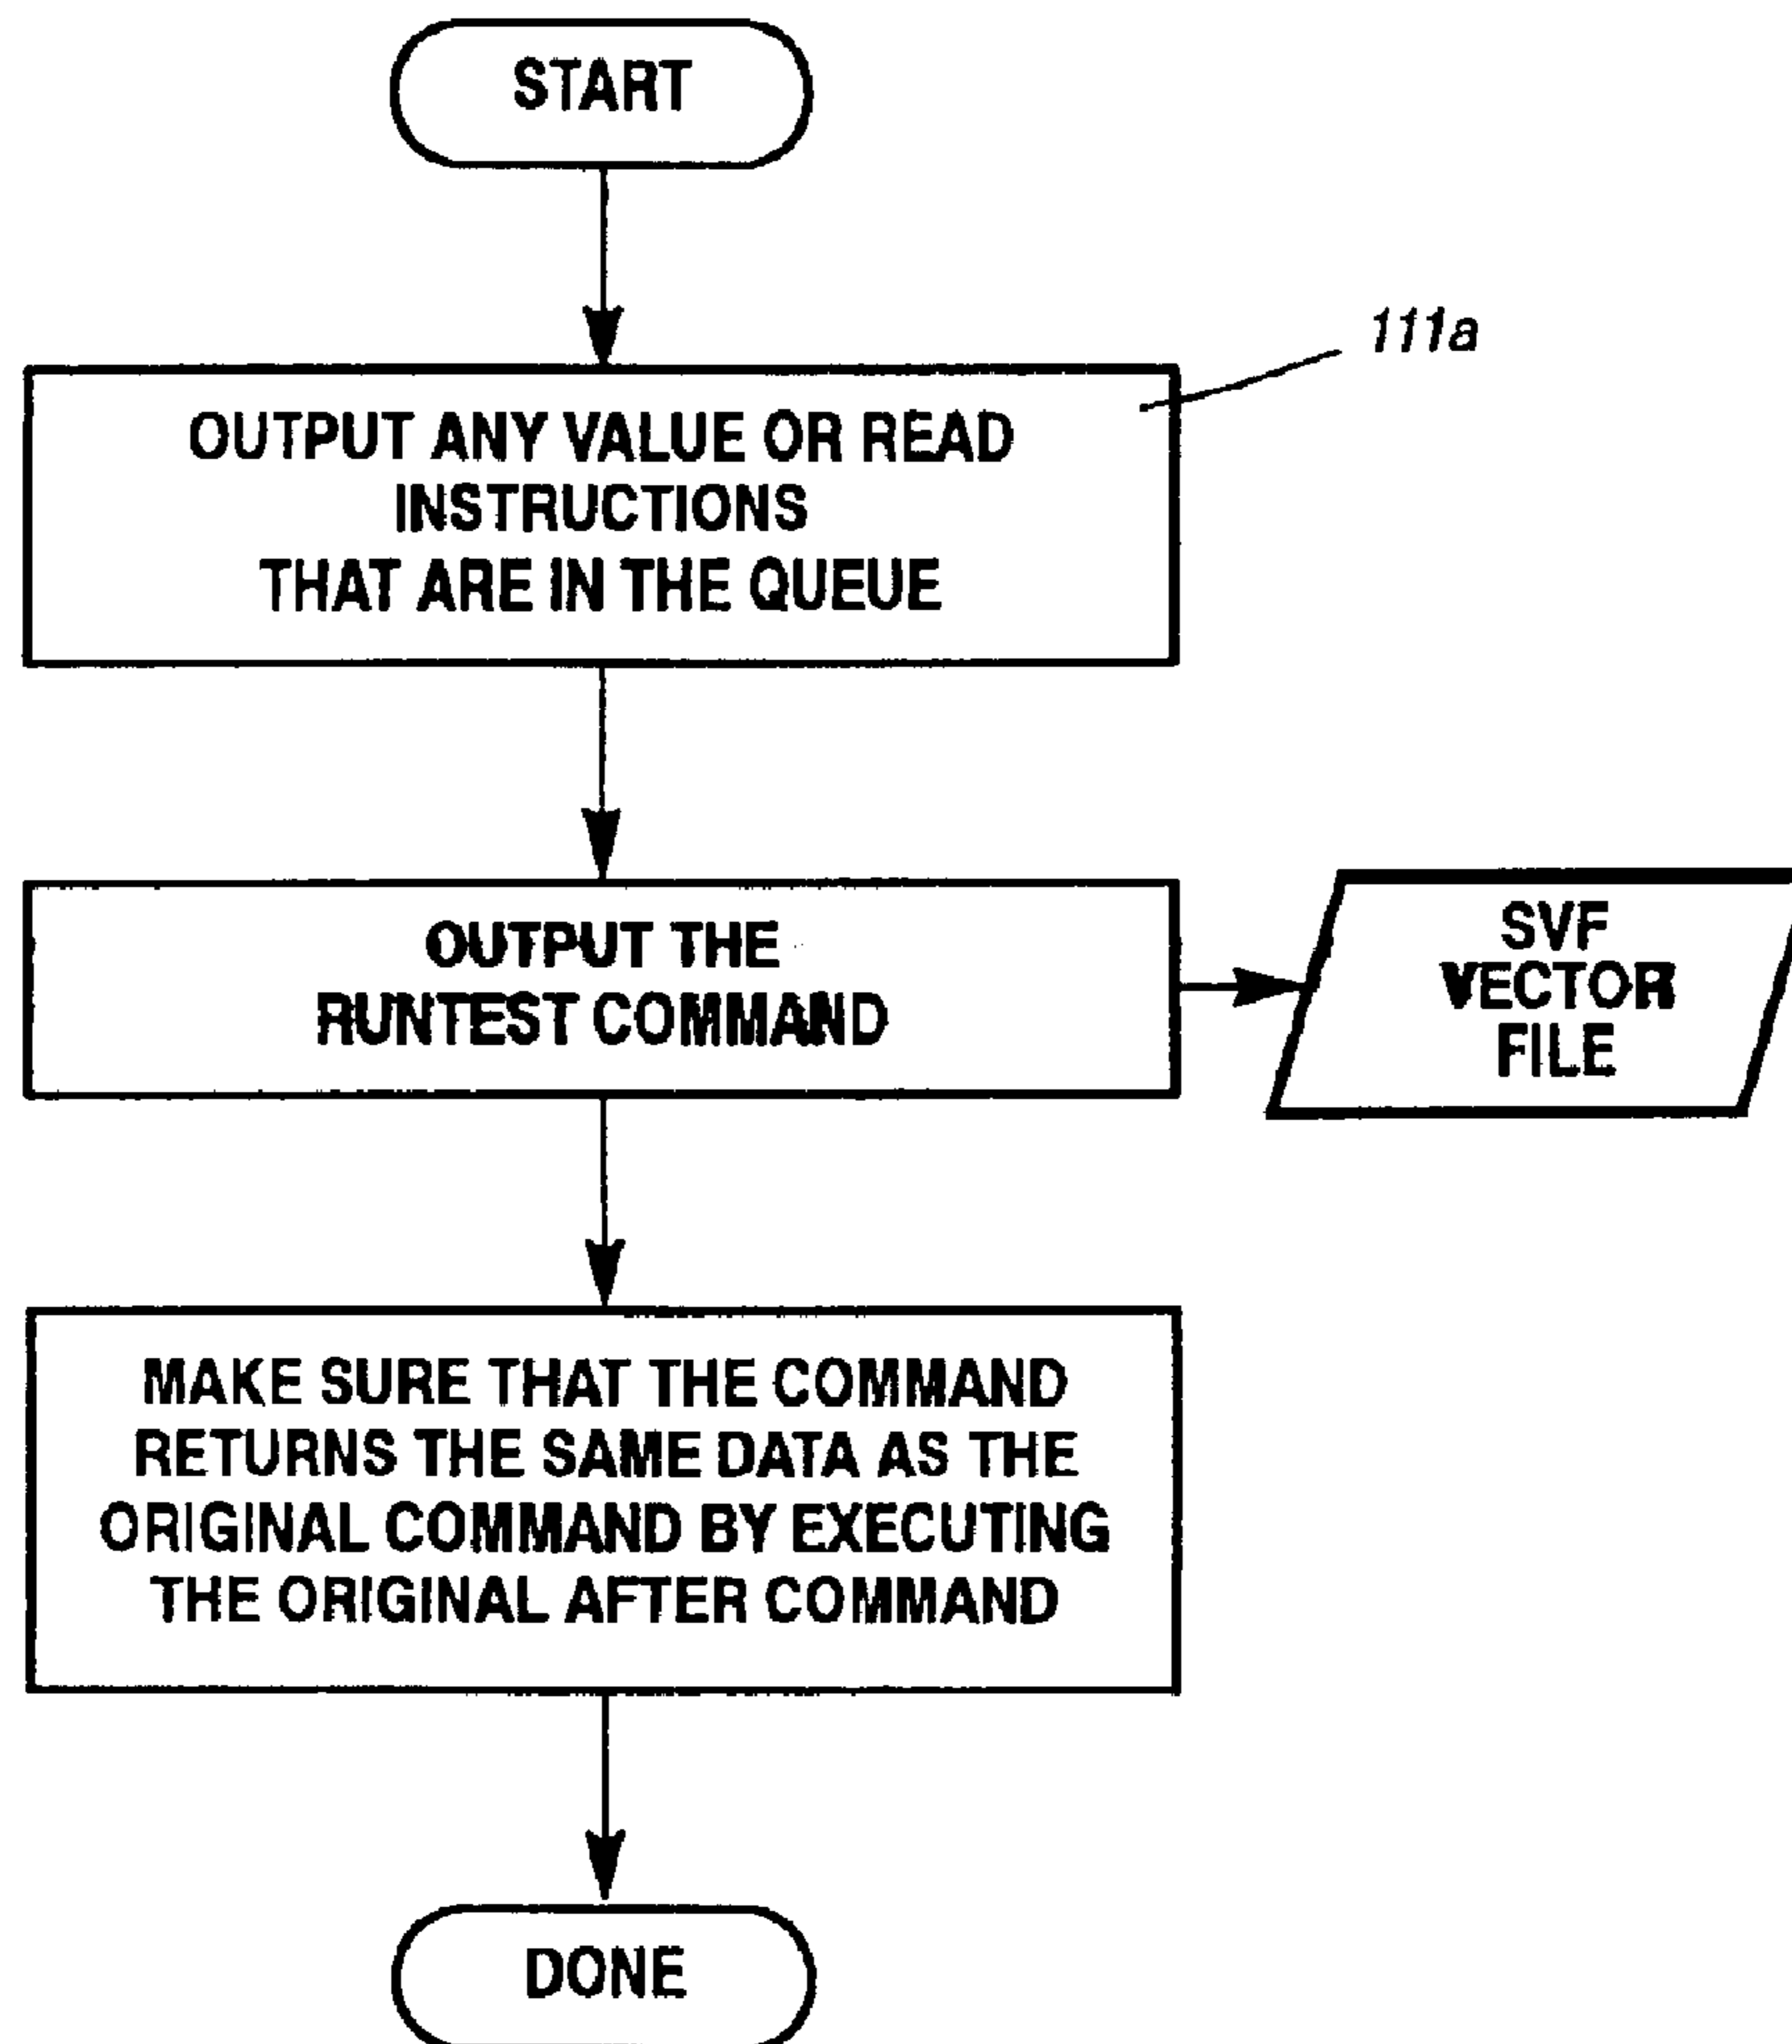 START
111a
OUTPUT ANY VALUE OR READ
INSTRUCTIONS
THAT ARE IN THE QUEUE
OUTPUT THE
RUNTEST COMMAND
SVF
VECTOR
FILE
MAKE SURE THAT THE COMMAND
RETURNS THE SAME DATA AS THE
ORIGINAL COMMAND BY EXECUTING
THE ORIGINAL AFTER COMMAND
DONE